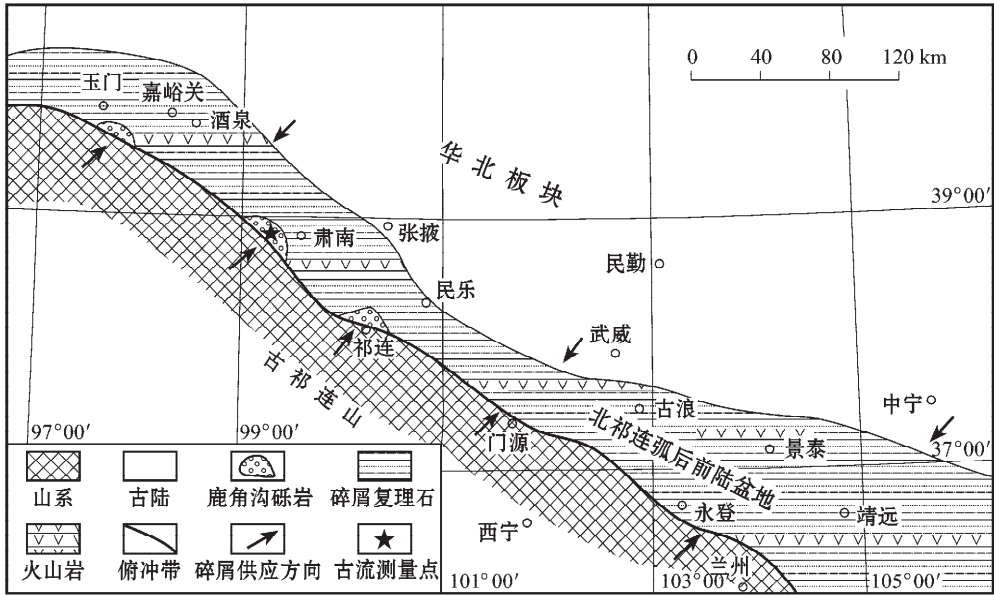 0 40 80 120 km
玉门
嘉峪关
酒泉
华北板块
39°00′
肃南
张掖
民勤
民乐
武威
祁连
古祁连山
中宁
古浪
97°00′
99°00′
门源
北祁连弧后前陆盆地
景泰
37°00′
山系
古陆
鹿角沟砾岩
碎屑复理石
西宁
永登
靖远
火山岩
俯冲带
碎屑供应方向
古流测量点
兰州
101°00′
103°00′
105°00′